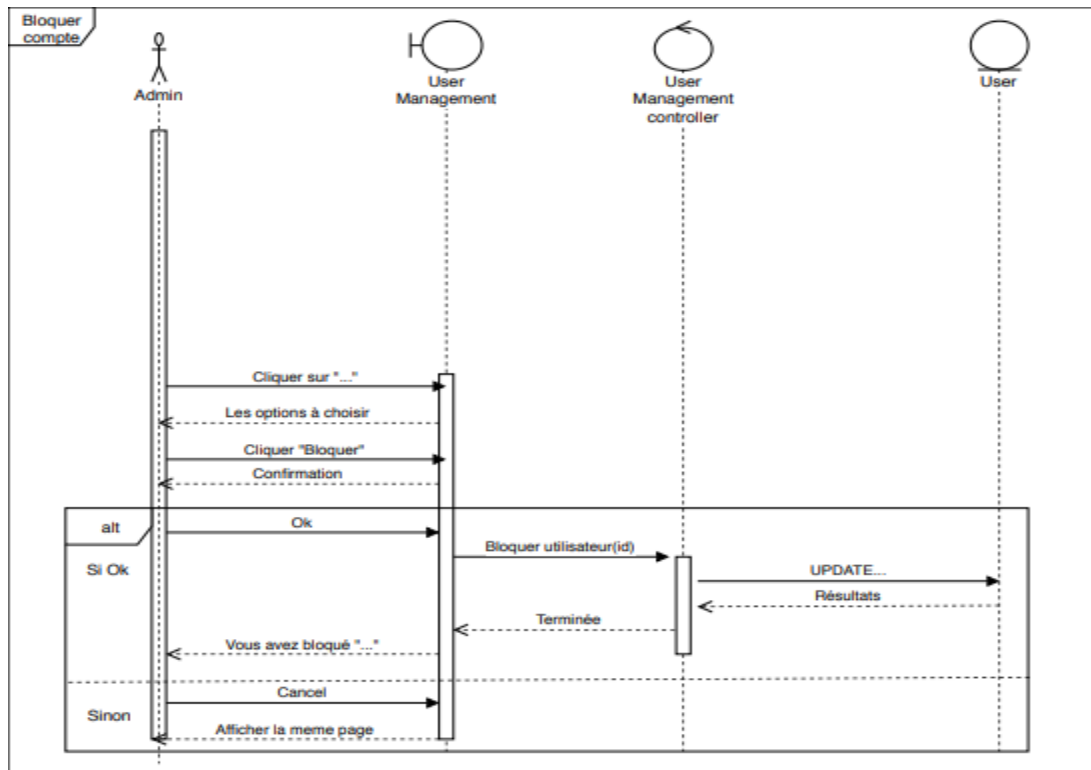 Bloquer
compte
Admin
User
Management
User
Management
controller
User
Cliquer sur "..."
Les options à choisir
Cliquer "Bloquer"
Confirmation
alt
Ok
Si Ok
Bloquer utilisateur(id)
UPDATE...
Résultats
Terminée
Vous avez bloqué "..."
Cancel
Sinon
Afficher la meme page